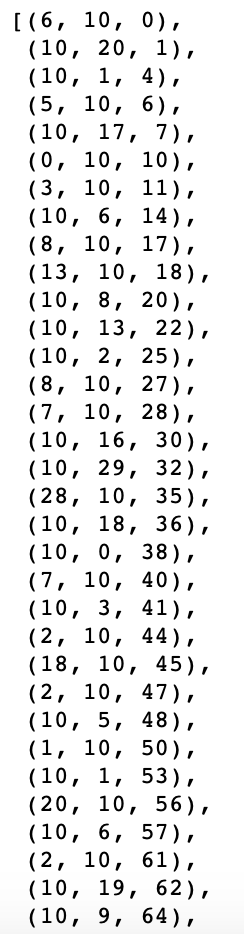 [(6, 10, 0),
(10, 20, 1),
(10, 1, 4),
(5, 10, 6),
(10, 17, 7),
(0, 10, 10),
(3, 10, 11),
(10, 6, 14),
(8, 10, 17),
(13, 10, 18),
(10, 8, 20),
(10, 13, 22),
(10, 2, 25),
(8, 10, 27),
(7, 10, 28),
(10, 16, 30),
(10, 29, 32),
(28, 10, 35),
(10, 18, 36),
(10, 0, 38),
(7, 10, 40),
(10, 3, 41),
(2, 10, 44),
(18, 10, 45),
(2, 10, 47),
(10, 5, 48),
(1, 10, 50),
(10, 1, 53),
(20, 10, 56),
(10, 6, 57),
(2, 10, 61),
(10, 19, 62),
(10, 9, 64),